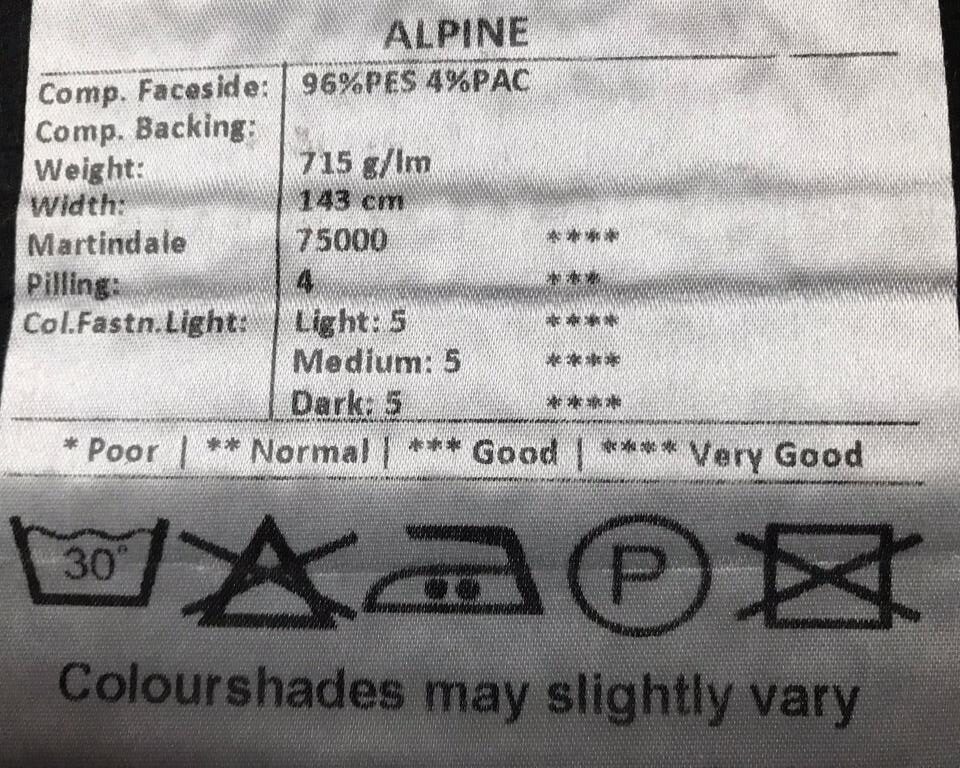 ALPINE
Comp. Faceside: 96%PES 4%PAC
Comp. Backing:
Weight: 715 g/lm
Width: 143 cm
Martindale 75000 ****
Pilling: 4 ***
Col.Fastn.Light: Light: 5 ****
Medium: 5 ****
Dark: 5 ****
* Poor | ** Normal | *** Good | **** Very Good
30° P
Colourshades may slightly vary